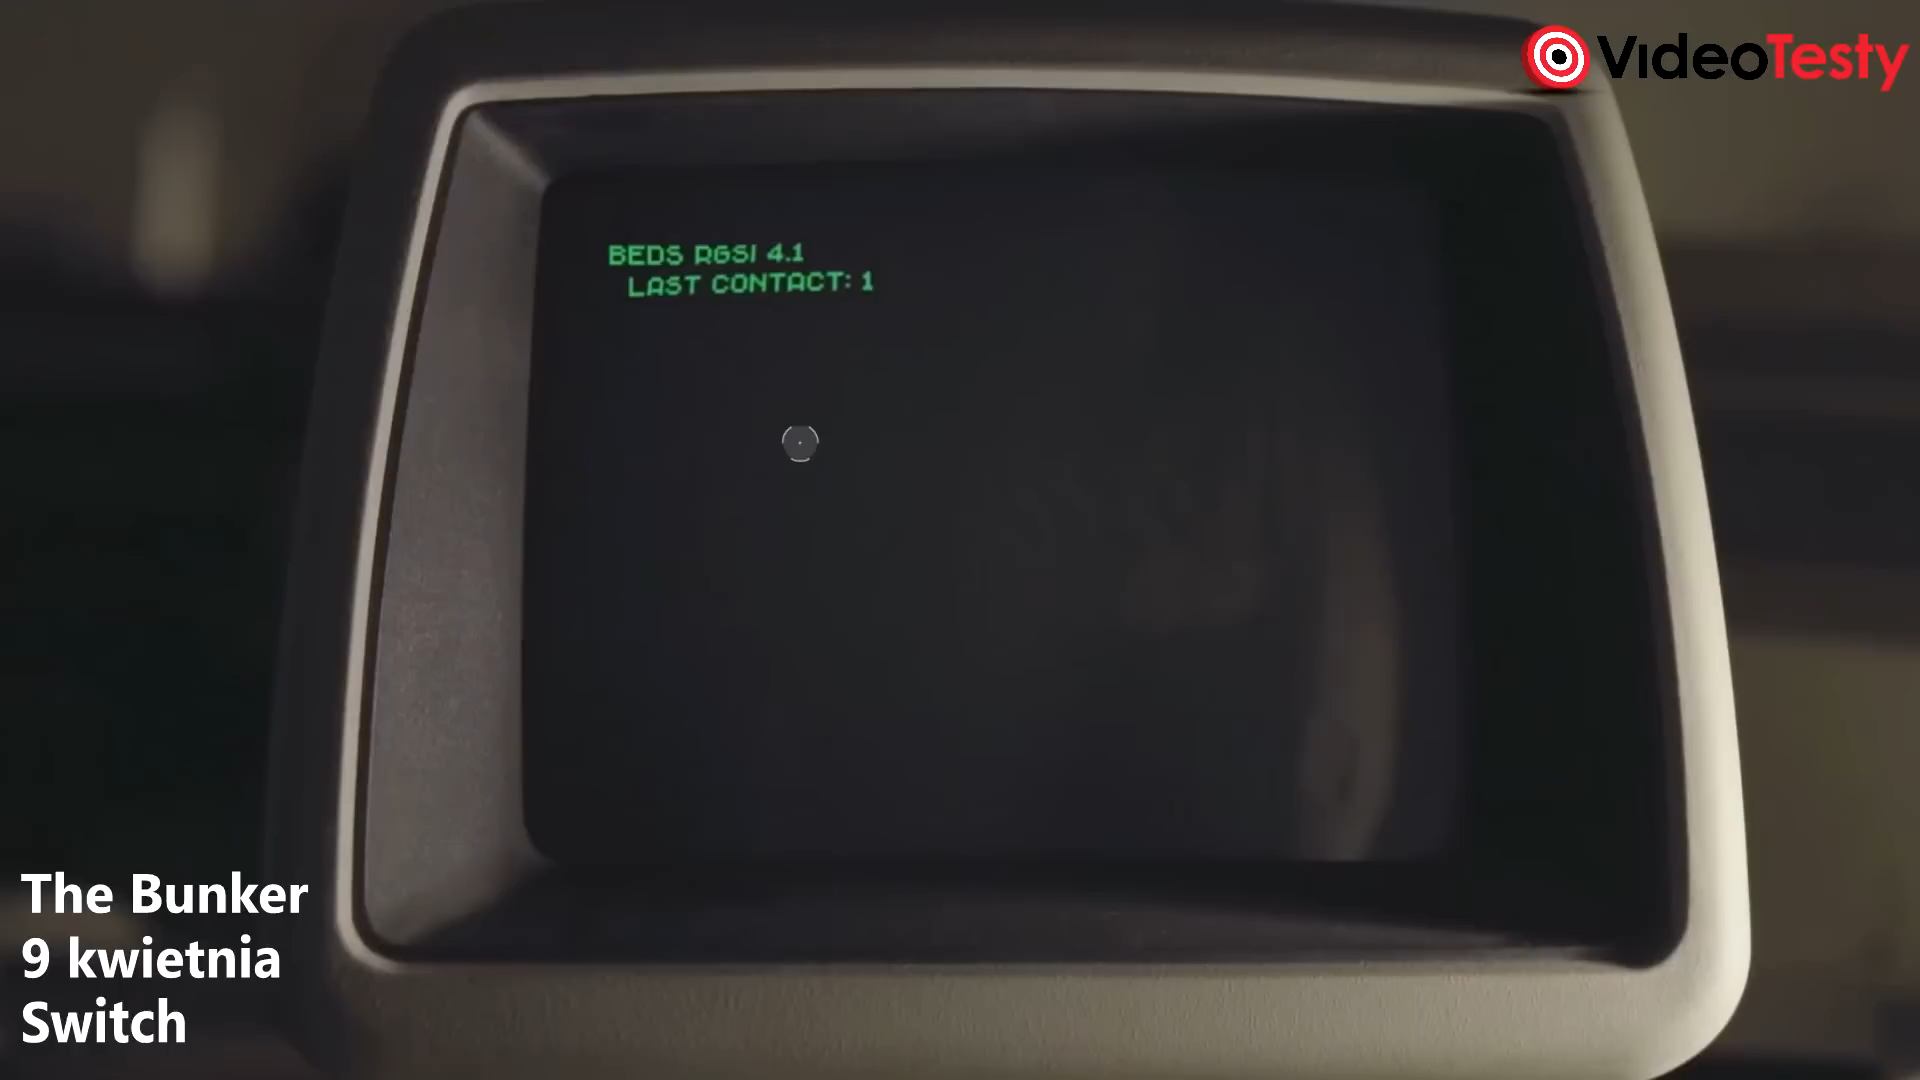 VideoTesty
BEDS RGSI 4.1
LAST CONTACT: 1
The Bunker
9 kwietnia
Switch